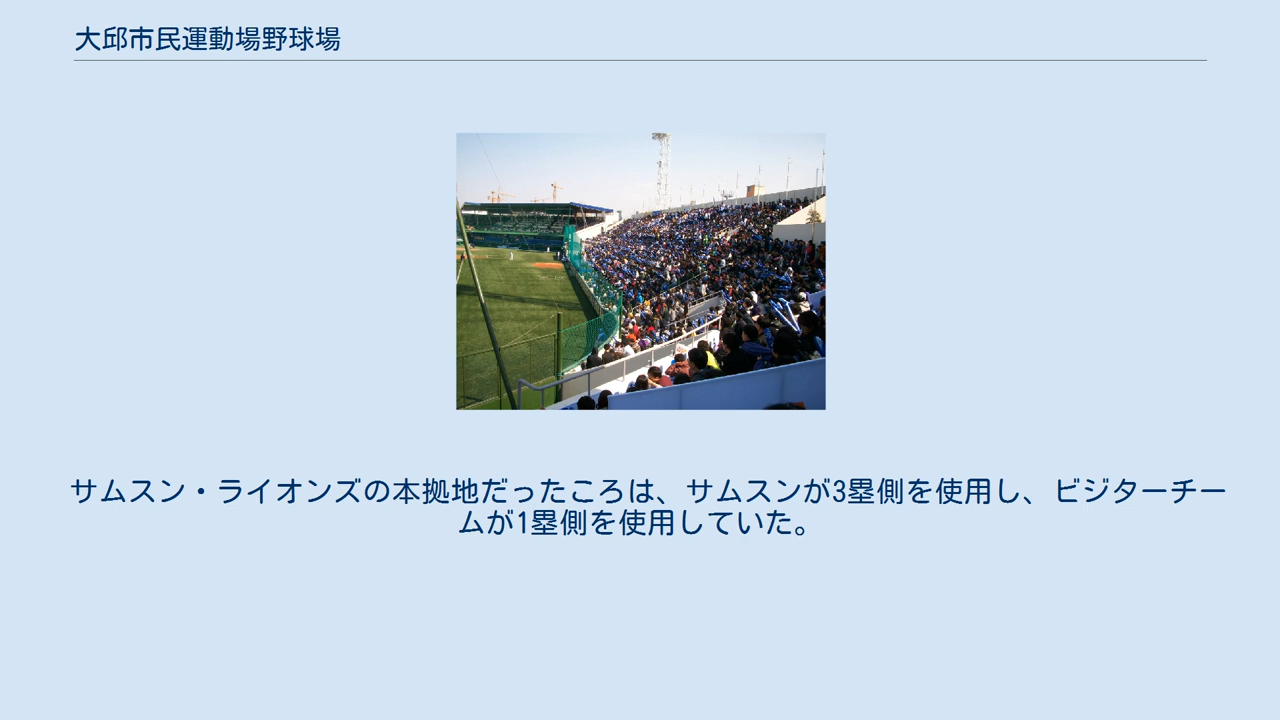 大邱市民運動場野球場
サムスン・ライオンズの本拠地だったころは、サムスンが3塁側を使用し、ビジターチー
ムが1塁側を使用していた。